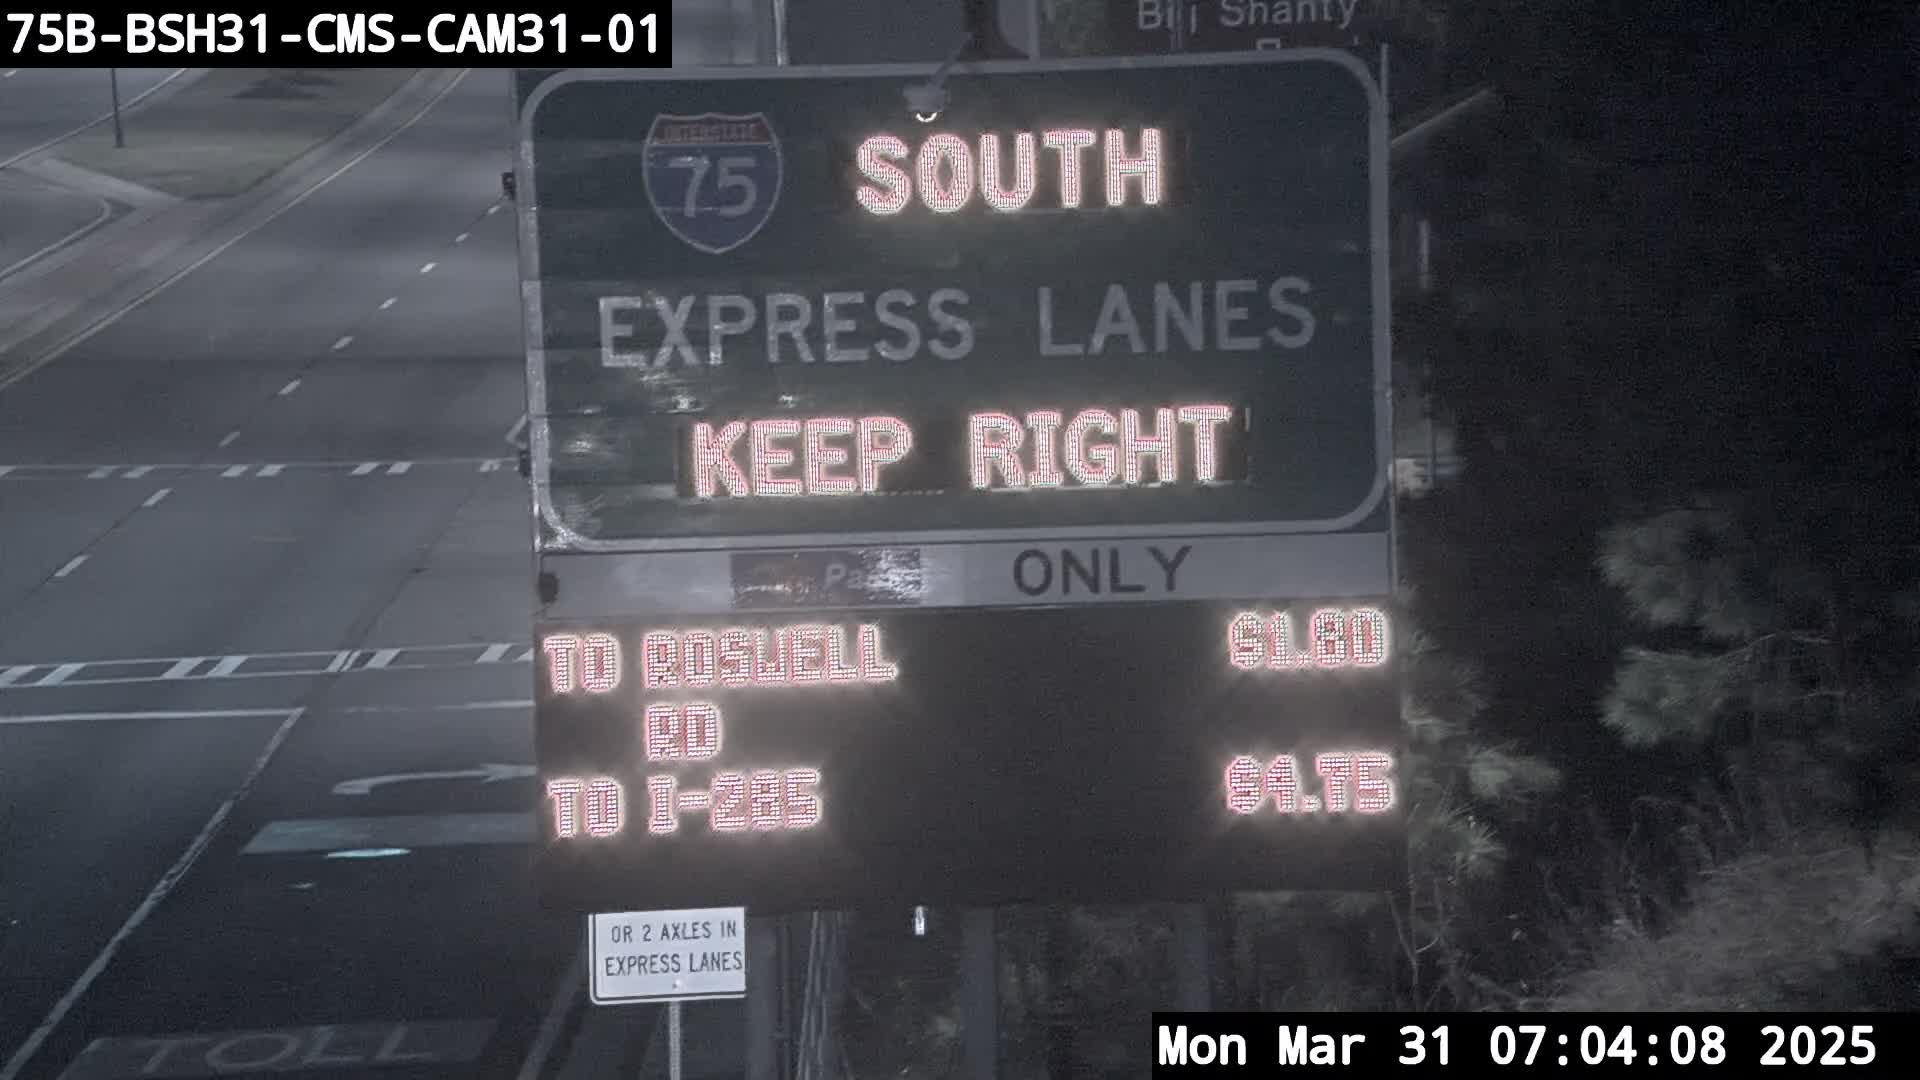 75B-BSH31-CMS-CAM31-01
Shanty
INTERSTATE
75
SOUTH
EXPRESS LANES
KEEP RIGHT
ONLY
TO ROSWELL $1.80
RD
TO I-285 $4.75
OR 2 AXLES IN
EXPRESS LANES
TOLL
Mon Mar 31 07:04:08 2025